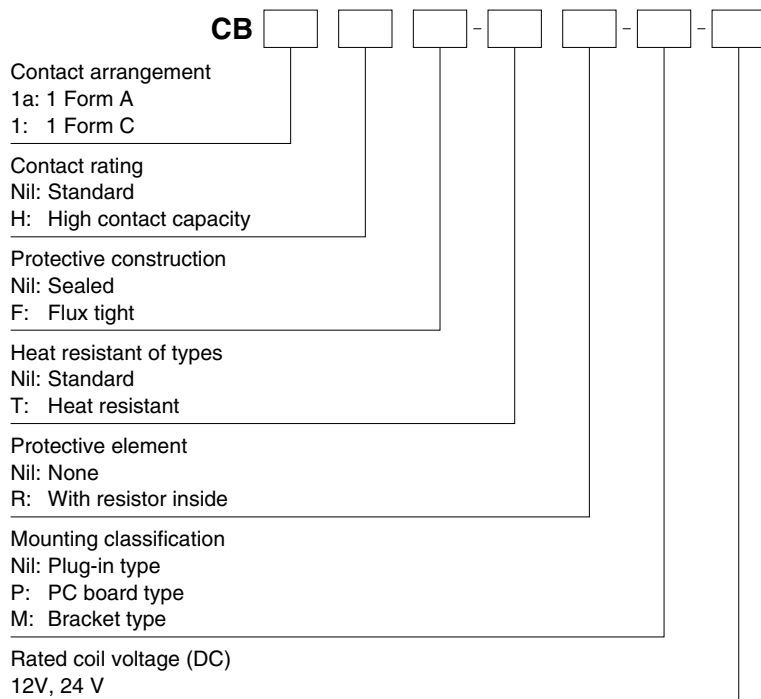 CB - - -
Contact arrangement
1a: 1 Form A
1: 1 Form C
Contact rating
Nil: Standard
H: High contact capacity
Protective construction
Nil: Sealed
F: Flux tight
Heat resistant of types
Nil: Standard
T: Heat resistant
Protective element
Nil: None
R: With resistor inside
Mounting classification
Nil: Plug-in type
P: PC board type
M: Bracket type
Rated coil voltage (DC)
12V, 24 V